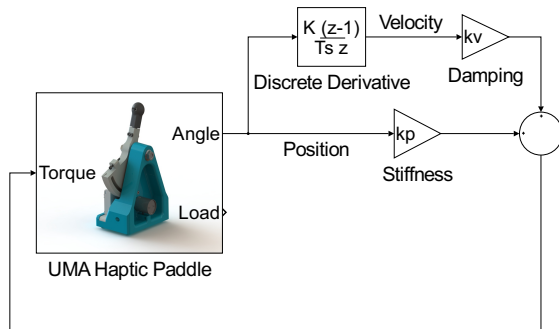 K (z-1)
Ts z
Velocity
kv
Discrete Derivative
Damping
Angle
Position
kp
Stiffness
Torque
Load
UMA Haptic Paddle